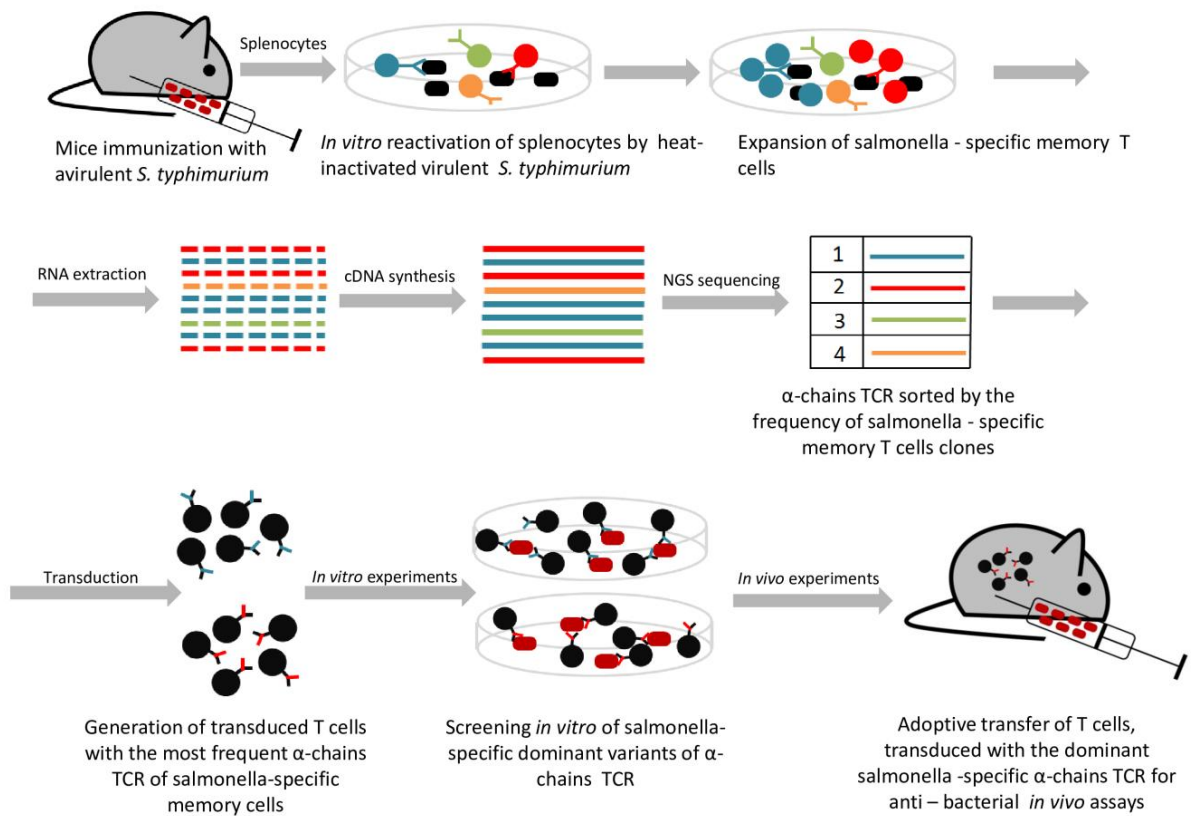 Splenocytes
Mice immunization with
avirulent S. typhimurium
In vitro reactivation of splenocytes by heat-
inactivated virulent S. typhimurium
Expansion of salmonella - specific memory T
cells
RNA extraction
cDNA synthesis
NGS sequencing
1
2
3
4
α-chains TCR sorted by the
frequency of salmonella - specific
memory T cells clones
Transduction
In vitro experiments
In vivo experiments
Generation of transduced T cells
with the most frequent α-chains
TCR of salmonella-specific
memory cells
Screening in vitro of salmonella-
specific dominant variants of α-
chains TCR
Adoptive transfer of T cells,
transduced with the dominant
salmonella -specific α-chains TCR for
anti – bacterial in vivo assays